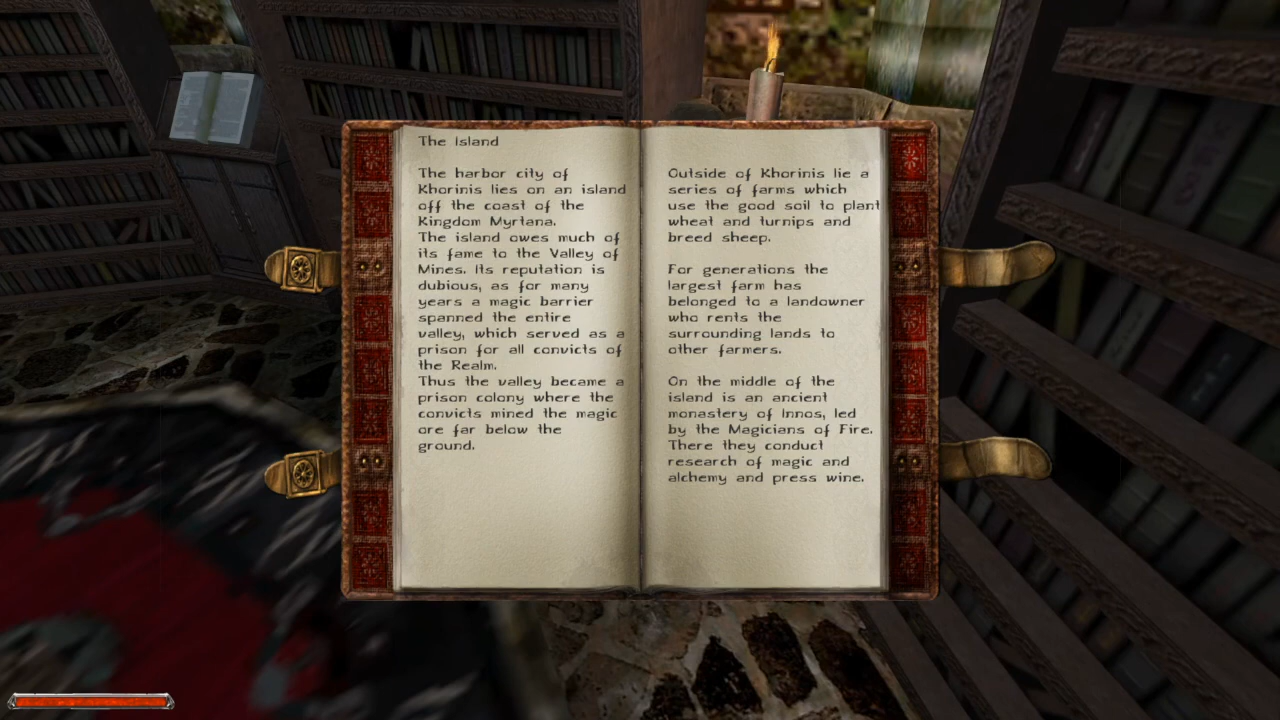 The Island
The harbor city of
Khorinis lies on an island
off the coast of the
Kingdom Myrtana.
The island owes much of
its fame to the Valley of
Mines. Its reputation is
dubious, as for many
years a magic barrier
spanned the entire
valley, which served as a
prison for all convicts of
the Realm.
Thus the valley became a
prison colony where the
convicts mined the magic
ore far below the
ground.
Outside of Khorinis lie a
series of farms which
use the good soil to plant
wheat and turnips and
breed sheep.
For generations the
largest farm has
belonged to a landowner
who rents the
surrounding lands to
other farmers.
On the middle of the
island is an ancient
monastery of Innos, led
by the Magicians of Fire.
There they conduct
research of magic and
alchemy and press wine.